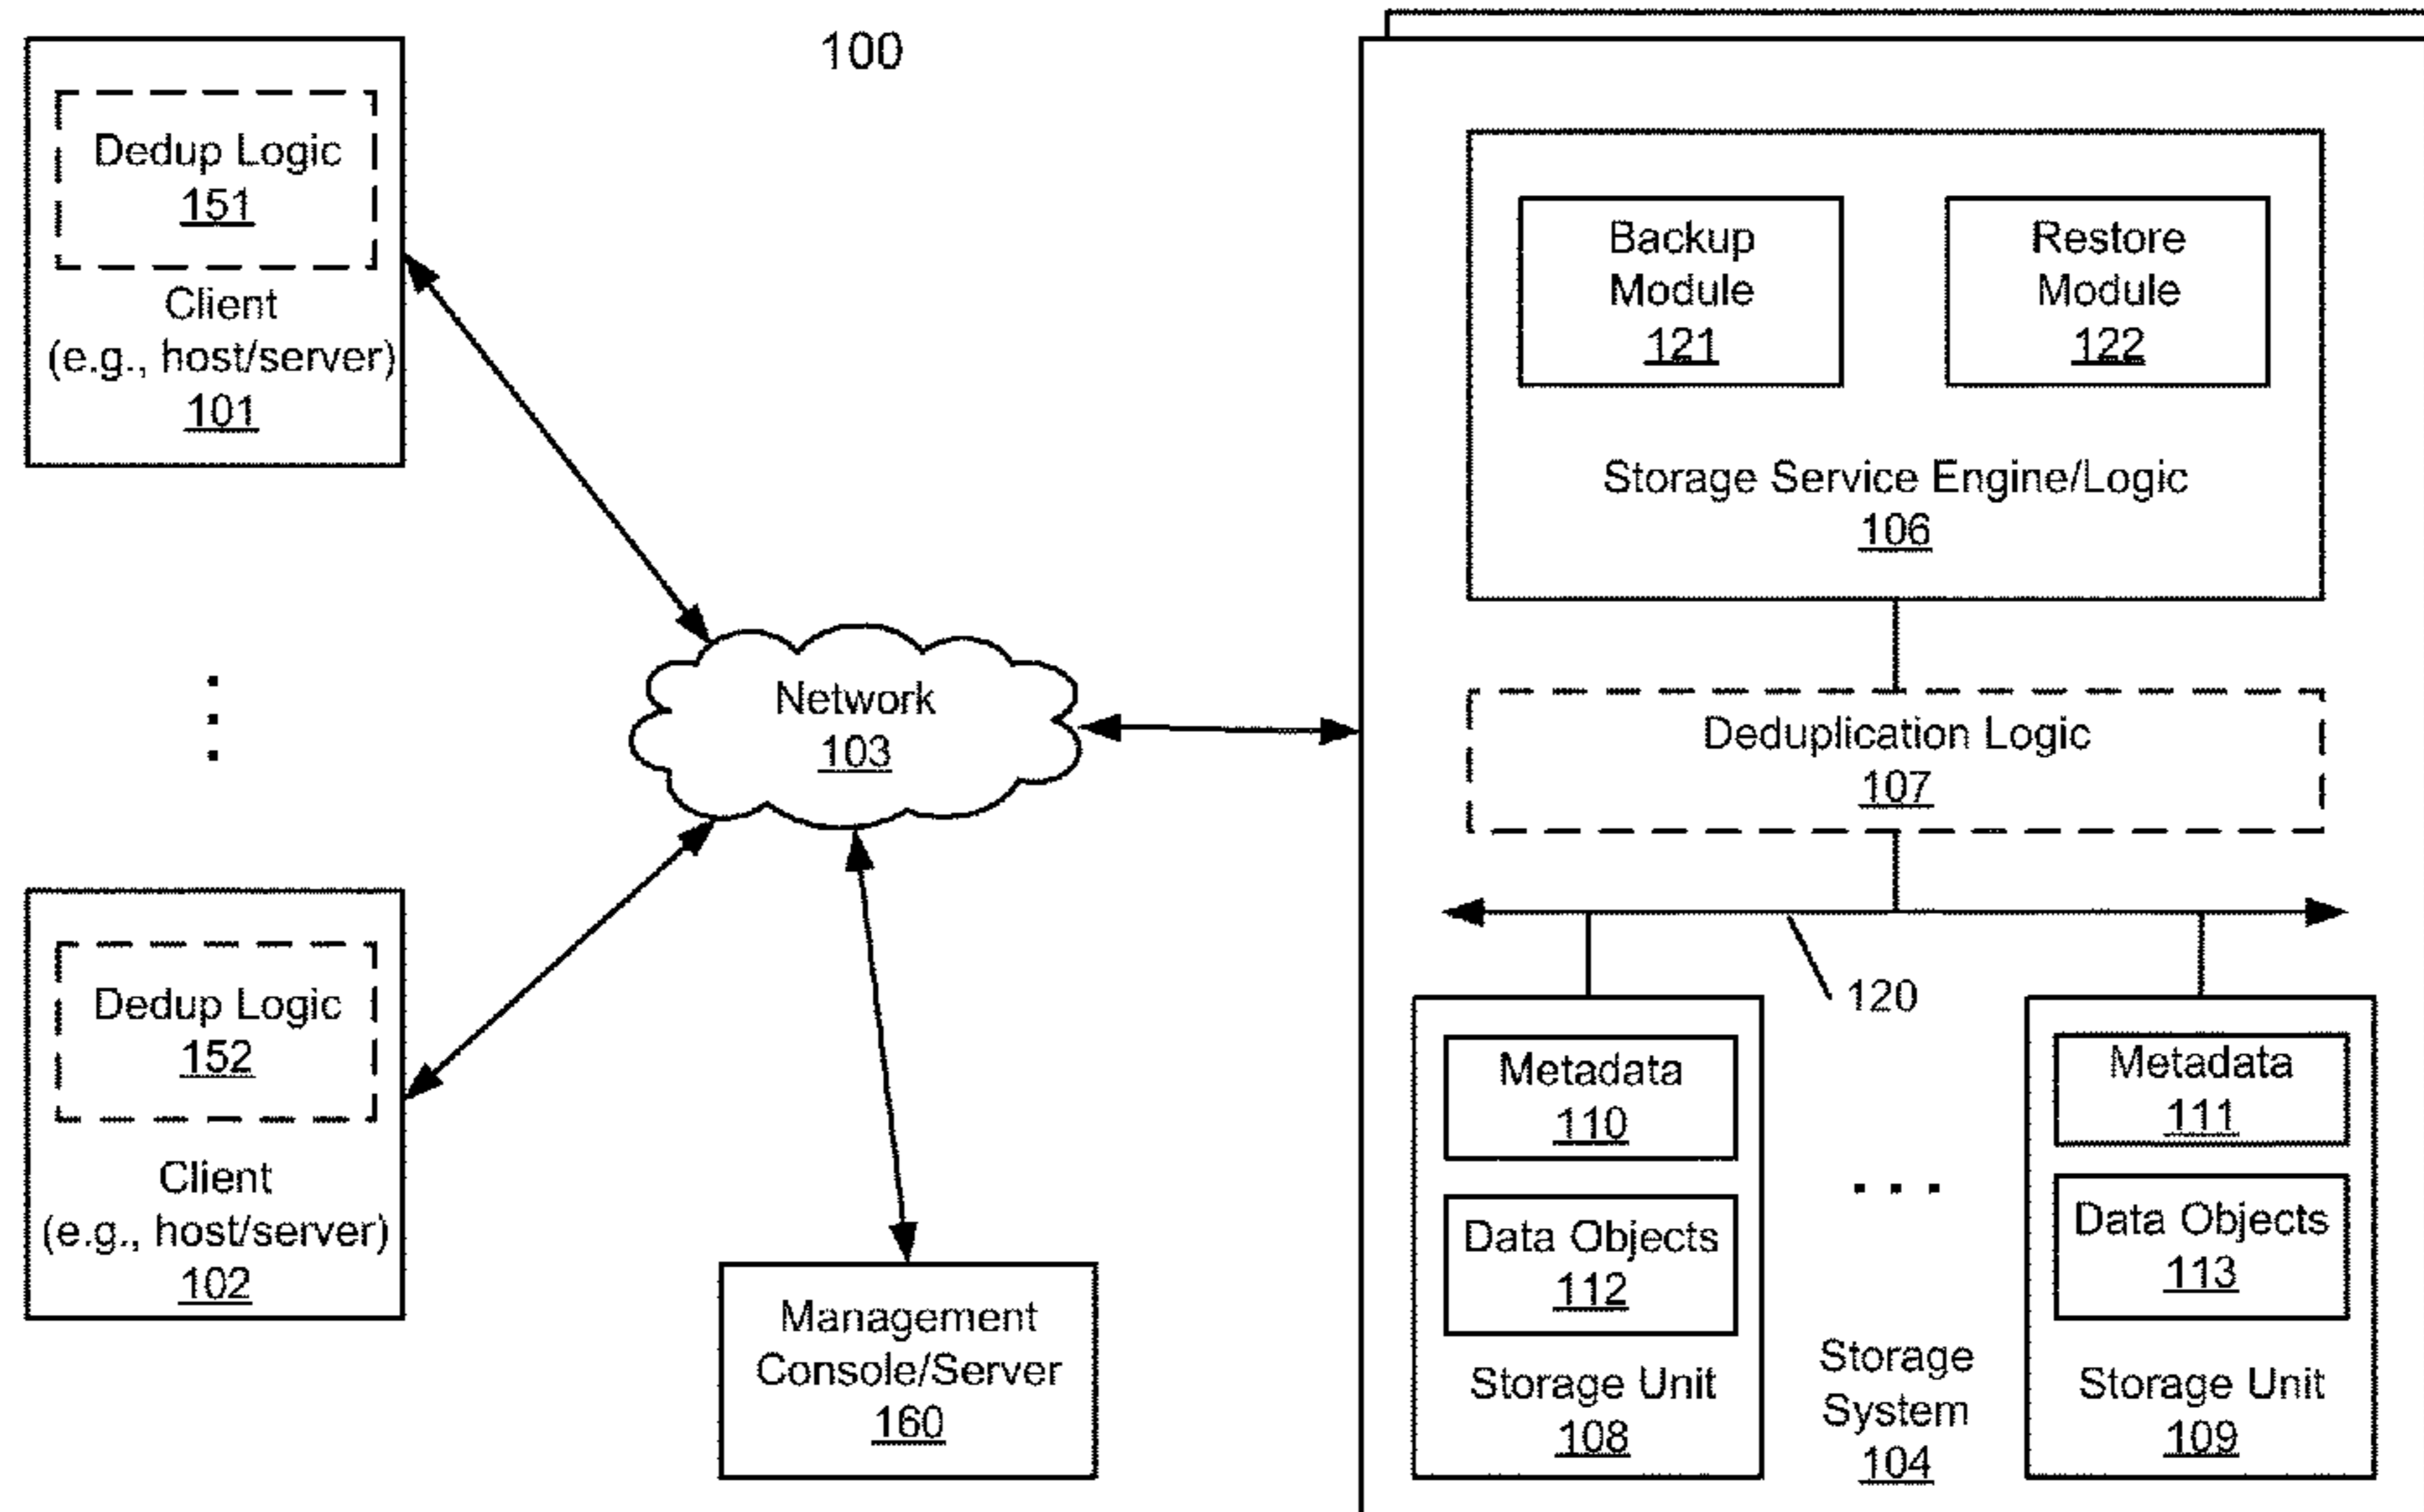 100
Dedup Logic
151
Client
(e.g., host/server)
101
Dedup Logic
152
Client
(e.g., host/server)
102
Network
103
Management
Console/Server
160
Backup
Module
121
Restore
Module
122
Storage Service Engine/Logic
106
Deduplication Logic
107
120
Metadata
110
Data Objects
112
Storage Unit
108
. . .
Storage
System
104
Metadata
111
Data Objects
113
Storage Unit
109